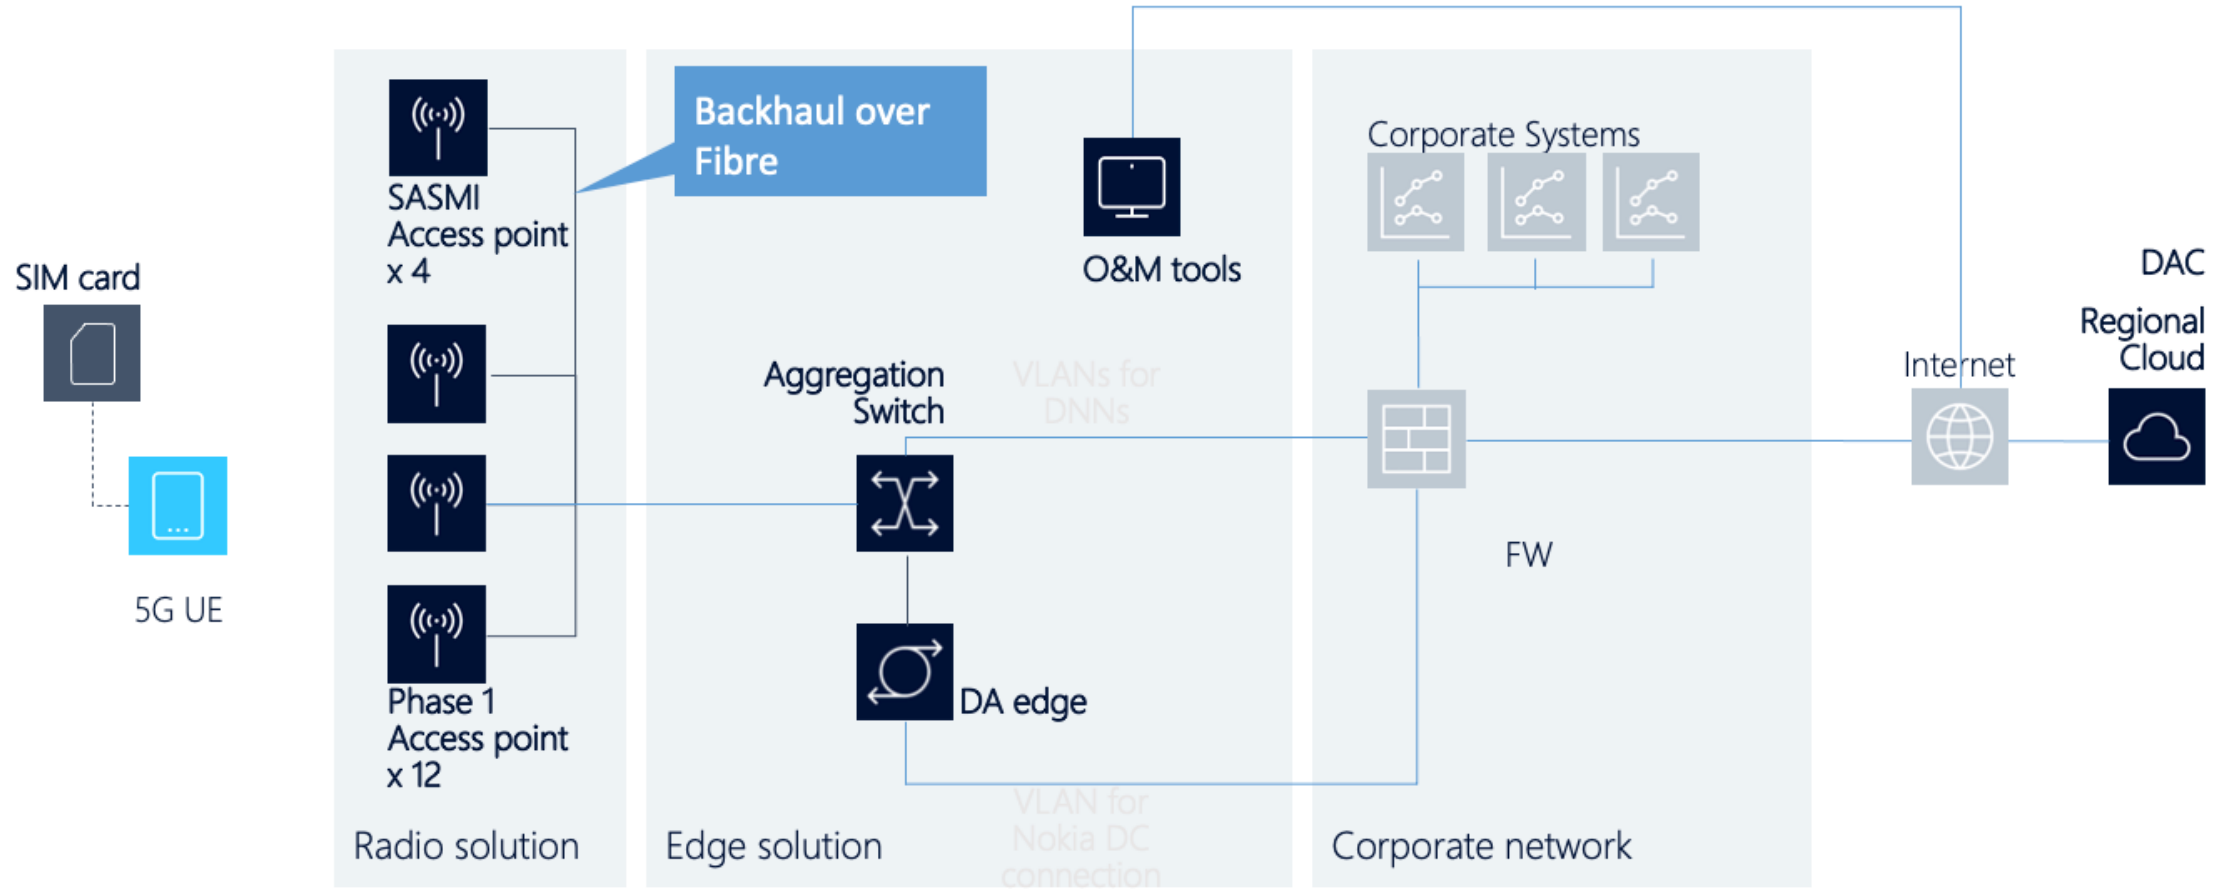 SIM card
5G UE
SASMI
Access point
x 4
Phase 1
Access point
x 12
Radio solution
Backhaul over
Fibre
O&M tools
Aggregation
Switch
VLANs for
DNNs
DA edge
VLAN for
Nokia DC
connection
Edge solution
Corporate Systems
FW
Corporate network
Internet
DAC
Regional
Cloud